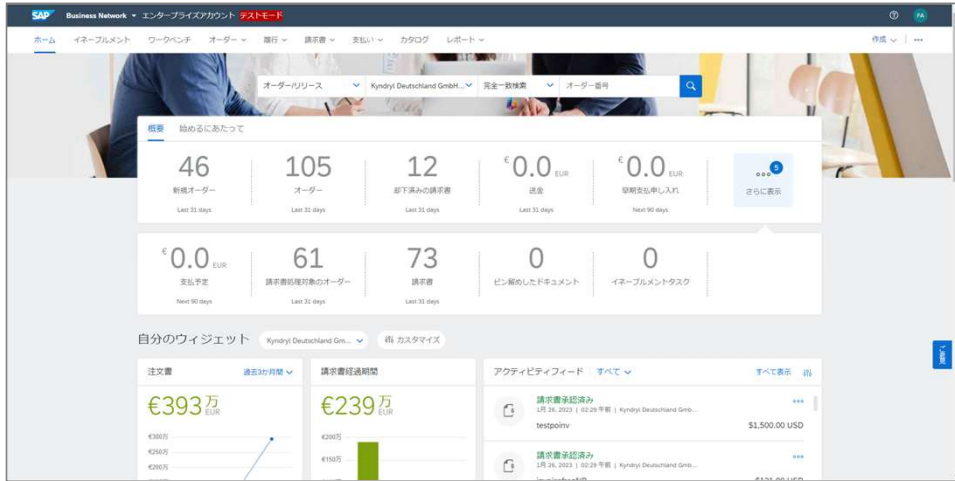 SAP Business Network エンタープライズアカウント テストモード FA
ホーム イネーブルメント ワークベンチ オーダー 履行 請求書 支払い カタログ レポート 作成
オーダー/リリース Kyndryl Deutschland GmbH... 完全一致検索 オーダー番号
概要 始めるにあたって
46 105 12 €0.0 EUR €0.0 EUR 5
新規オーダー オーダー 却下済みの請求書 送金 早期支払申し入れ さらに表示
Last 31 days Last 31 days Last 31 days Last 31 days Next 90 days
€0.0 EUR 61 73 0 0
支払予定 請求書処理対象のオーダー 請求書 ピン留めしたドキュメント イネーブルメントタスク
Next 90 days Last 31 days Last 31 days
自分のウィジェット Kyndryl Deutschland Gm... カスタマイズ
ご意見
注文書 過去3か月間 請求書経過期間 アクティビティフィード すべて すべて表示
€393万 EUR €239万 EUR
請求書承認済み
1月 26, 2023 | 02:29 午前 | Kyndryl Deutschland Gmb...
testpoinv $1,500.00 USD
€300万 €200万
€250万 €150万
€200万
請求書承認済み
1月 26, 2023 | 02:29 午前 | Kyndryl Deutschland Gmb...